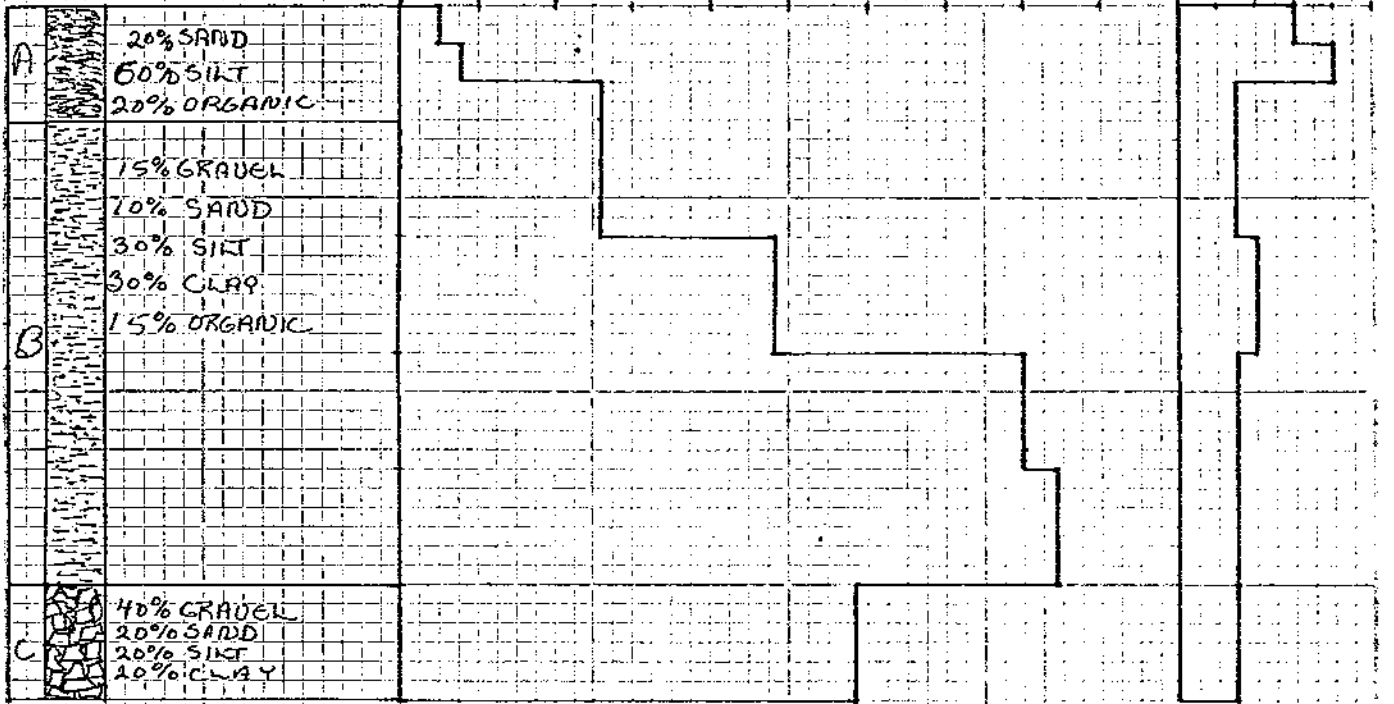 A
20% SAND
60% SILT
20% ORGANIC
B
15% GRAVEL
10% SAND
30% SILT
30% CLAY
15% ORGANIC
C
40% GRAVEL
20% SAND
20% SILT
20% CLAY